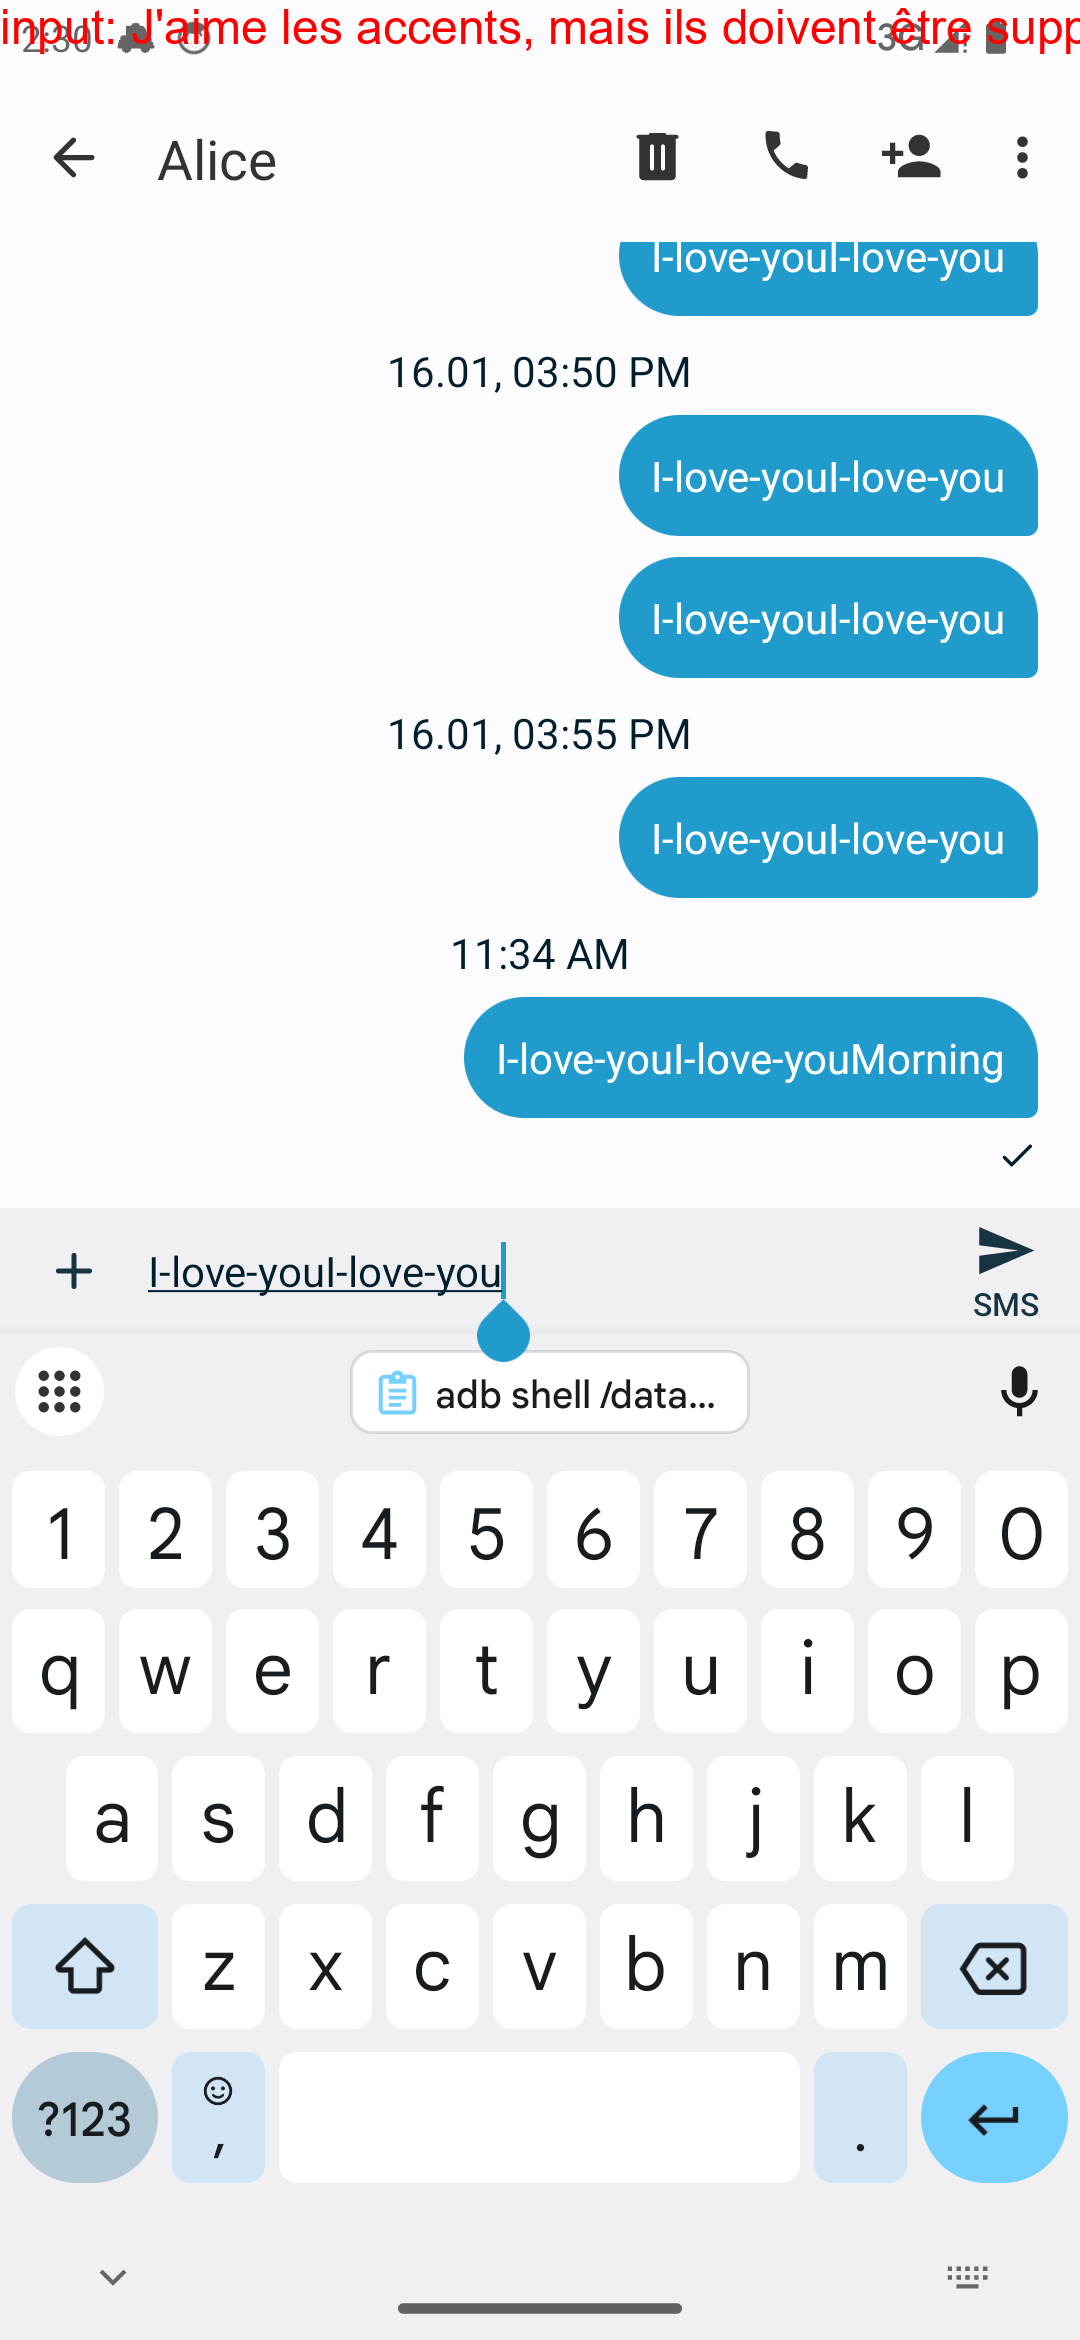 input: J'aime les accents, mais ils doivent être supp
2:30 3G
Alice
I-love-youI-love-you
16.01, 03:50 PM
I-love-youI-love-you
I-love-youI-love-you
16.01, 03:55 PM
I-love-youI-love-you
11:34 AM
I-love-youI-love-youMorning
I-love-youI-love-you
SMS
adb shell /data...
1 2 3 4 5 6 7 8 9 0
q w e r t y u i o p
a s d f g h j k l
z x c v b n m
?123 , .